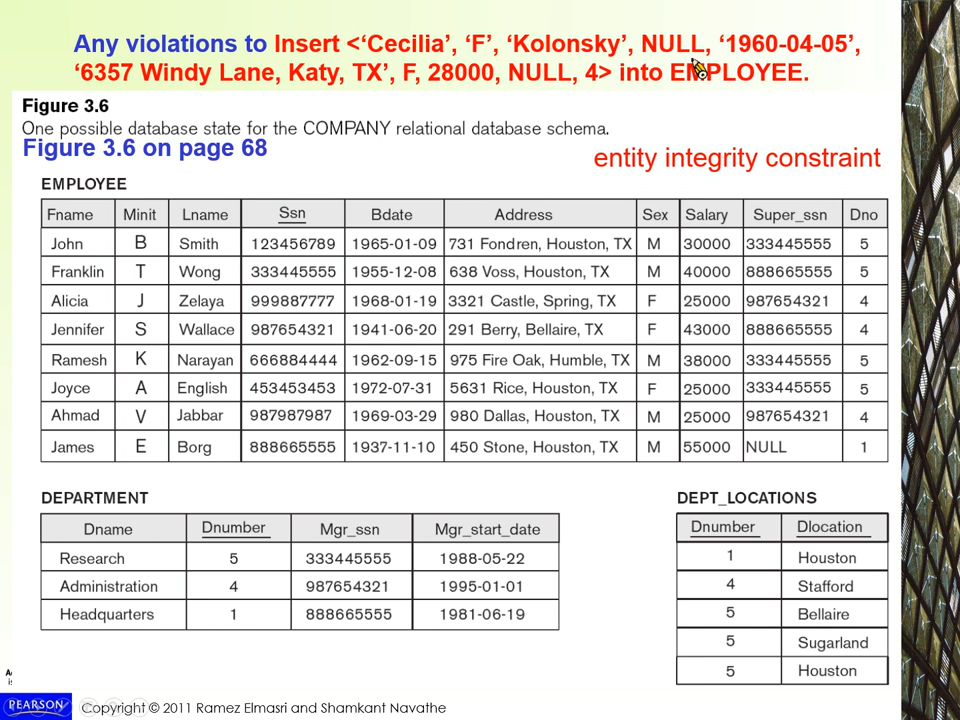 Any violations to Insert <‘Cecilia’, ‘F’, ‘Kolonsky’, NULL, ‘1960-04-05’,
‘6357 Windy Lane, Katy, TX’, F, 28000, NULL, 4> into EMPLOYEE.
Figure 3.6
One possible database state for the COMPANY relational database schema.
Figure 3.6 on page 68
entity integrity constraint
EMPLOYEE
Fname Minit Lname Ssn Bdate Address Sex Salary Super_ssn Dno
John B Smith 123456789 1965-01-09 731 Fondren, Houston, TX M 30000 333445555 5
Franklin T Wong 333445555 1955-12-08 638 Voss, Houston, TX M 40000 888665555 5
Alicia J Zelaya 999887777 1968-01-19 3321 Castle, Spring, TX F 25000 987654321 4
Jennifer S Wallace 987654321 1941-06-20 291 Berry, Bellaire, TX F 43000 888665555 4
Ramesh K Narayan 666884444 1962-09-15 975 Fire Oak, Humble, TX M 38000 333445555 5
Joyce A English 453453453 1972-07-31 5631 Rice, Houston, TX F 25000 333445555 5
Ahmad V Jabbar 987987987 1969-03-29 980 Dallas, Houston, TX M 25000 987654321 4
James E Borg 888665555 1937-11-10 450 Stone, Houston, TX M 55000 NULL 1
DEPARTMENT
Dname Dnumber Mgr_ssn Mgr_start_date
Research 5 333445555 1988-05-22
Administration 4 987654321 1995-01-01
Headquarters 1 888665555 1981-06-19
DEPT_LOCATIONS
Dnumber Dlocation
1 Houston
4 Stafford
5 Bellaire
5 Sugarland
5 Houston
PEARSON
Copyright © 2011 Ramez Elmasri and Shamkant Navathe